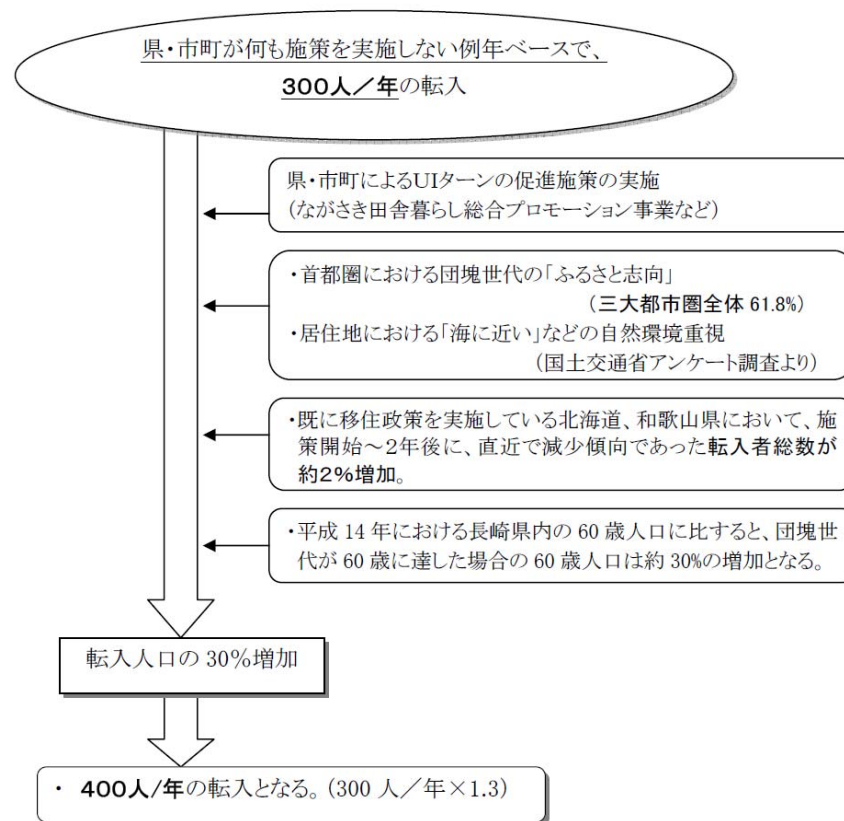 県・市町が何も施策を実施しない例年ベースで、
300人／年の転入
県・市町によるUIターンの促進施策の実施
(ながさき田舎暮らし総合プロモーション事業など)
・首都圏における団塊世代の「ふるさと志向」
(三大都市圏全体 61.8%)
・居住地における「海に近い」などの自然環境重視
(国土交通省アンケート調査より)
・既に移住政策を実施している北海道、和歌山県において、施
策開始～2年後に、直近で減少傾向であった転入者総数が
約2%増加。
・平成 14 年における長崎県内の 60 歳人口に比すると、団塊世
代が 60 歳に達した場合の 60 歳人口は約 30%の増加となる。
転入人口の 30%増加
・ 400人/年の転入となる。(300 人／年×1.3)